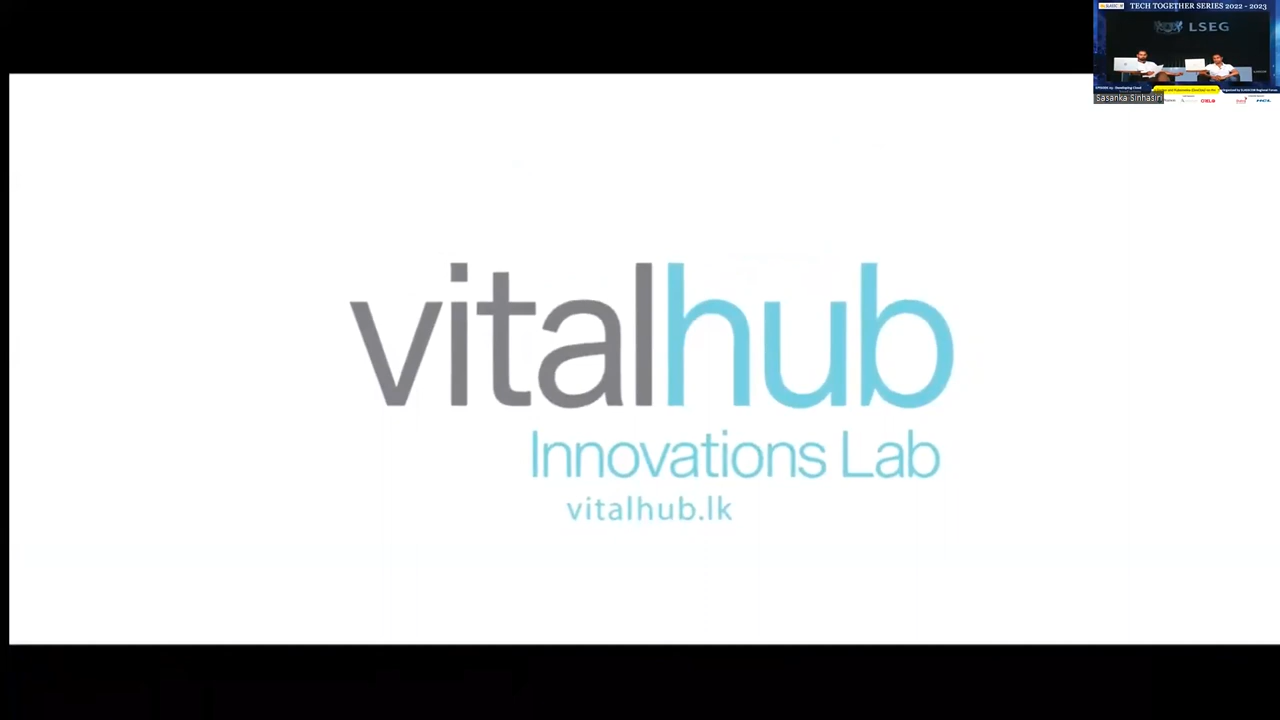 TECH TOGETHER SERIES 2022 - 2023
LSEG
Sasanka Sinhasiri
vitalhub
Innovations Lab
vitalhub.lk